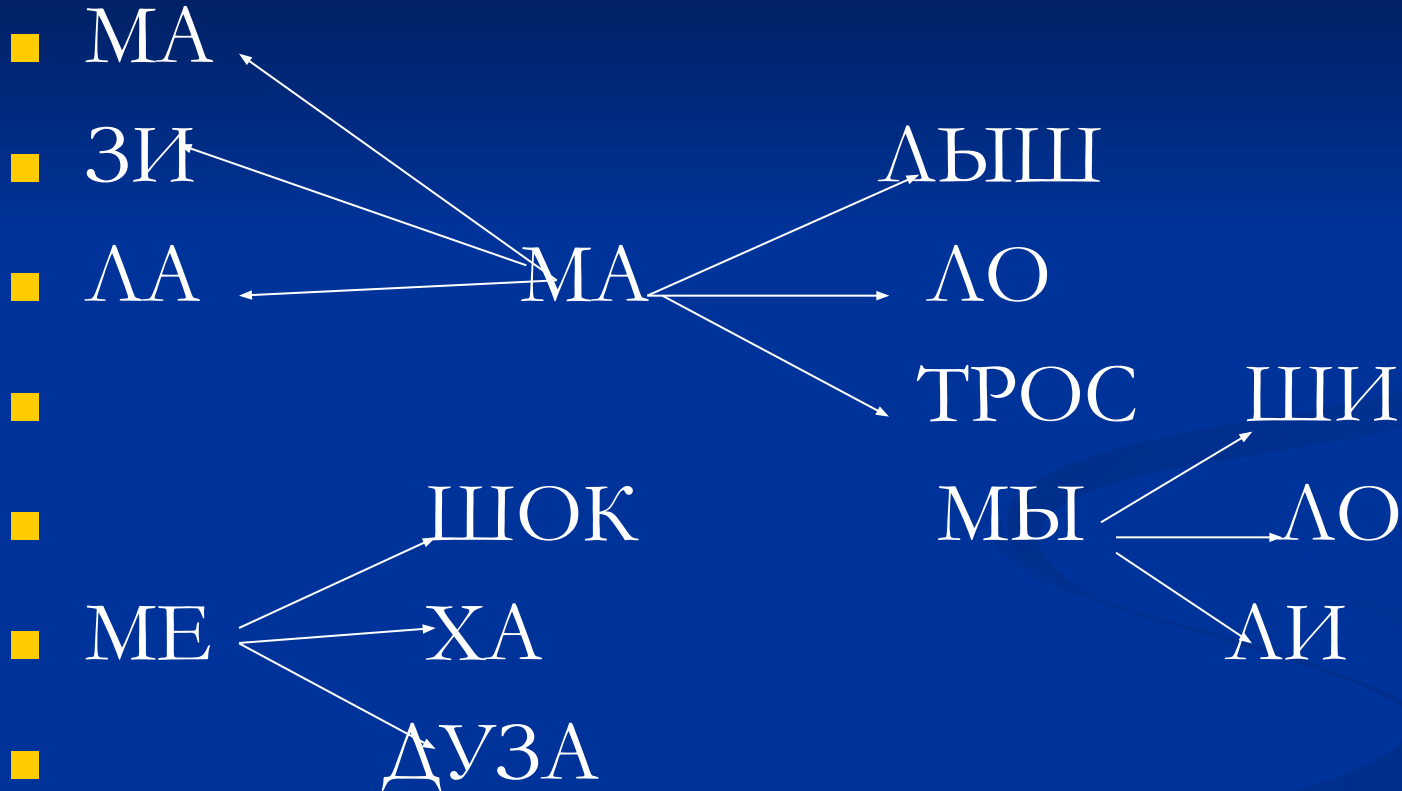 МА
ЗИ ЛЫШ
ЛА МА ЛО
ТРОС ШИ
ШОК МЫ ЛО
МЕ ХА ЛИ
ДУЗА